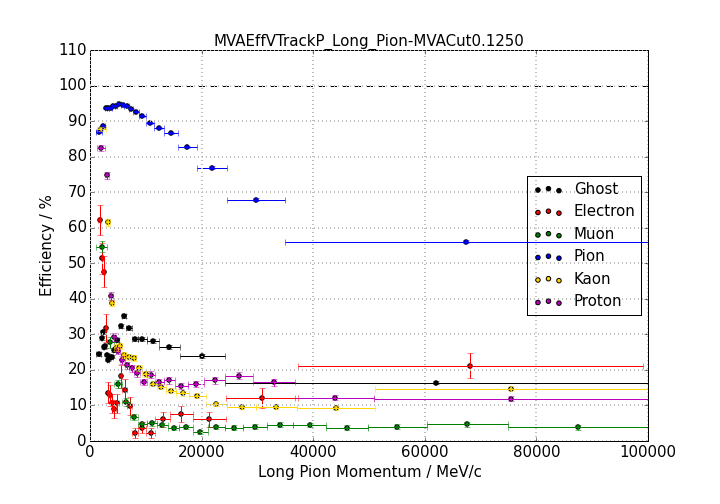 MVAEffVTrackP_Long_Pion-MVACut0.1250
110
100
90
80
70
60
50
40
30
20
10
0
Efficiency / %
Ghost
Electron
Muon
Pion
Kaon
Proton
0 20000 40000 60000 80000 100000
Long Pion Momentum / MeV/c